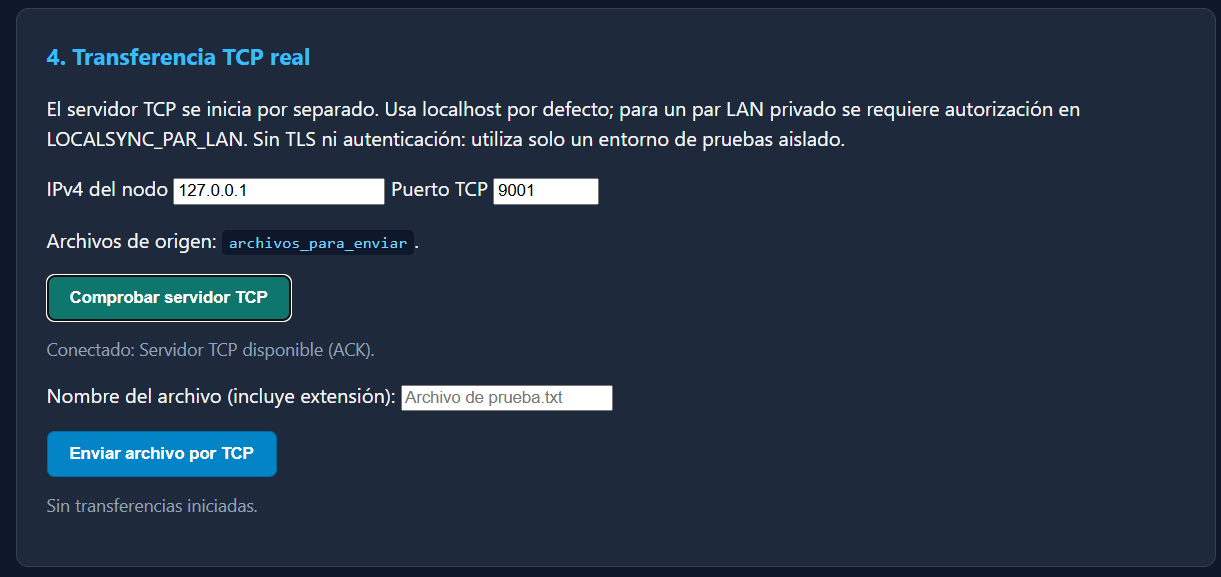 4. Transferencia TCP real
El servidor TCP se inicia por separado. Usa localhost por defecto; para un par LAN privado se requiere autorización en
LOCALSYNC_PAR_LAN. Sin TLS ni autenticación: utiliza solo un entorno de pruebas aislado.
IPv4 del nodo 127.0.0.1 Puerto TCP 9001
Archivos de origen: archivos_para_enviar.
Comprobar servidor TCP
Conectado: Servidor TCP disponible (ACK).
Nombre del archivo (incluye extensión): Archivo de prueba.txt
Enviar archivo por TCP
Sin transferencias iniciadas.